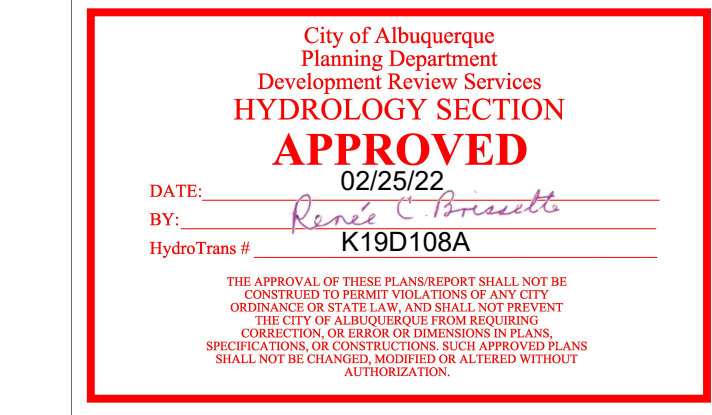 City of Albuquerque
Planning Department
Development Review Services
HYDROLOGY SECTION
APPROVED
DATE: 02/25/22
BY: Renée C. Brissette
HydroTrans # K19D108A
THE APPROVAL OF THESE PLANS/REPORT SHALL NOT BE
CONSTRUED TO PERMIT VIOLATIONS OF ANY CITY
ORDINANCE OR STATE LAW, AND SHALL NOT PREVENT
THE CITY OF ALBUQUERQUE FROM REQUIRING
CORRECTION, OR ERROR OR DIMENSIONS IN PLANS,
SPECIFICATIONS, OR CONSTRUCTIONS. SUCH APPROVED PLANS
SHALL NOT BE CHANGED, MODIFIED OR ALTERED WITHOUT
AUTHORIZATION.